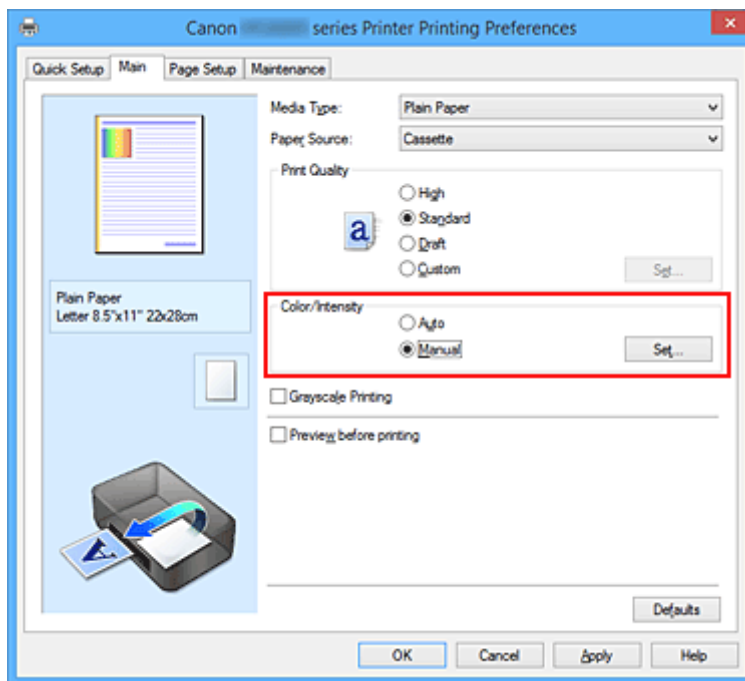 Canon series Printer Printing Preferences
Quick Setup Main Page Setup Maintenance
Media Type: Plain Paper
Paper Source: Cassette
Print Quality
High
Standard
Draft
Custom Set...
Plain Paper
Letter 8.5"x11" 22x28cm
Color/Intensity
Auto
Manual Set...
Grayscale Printing
Preview before printing
Defaults
OK Cancel Apply Help